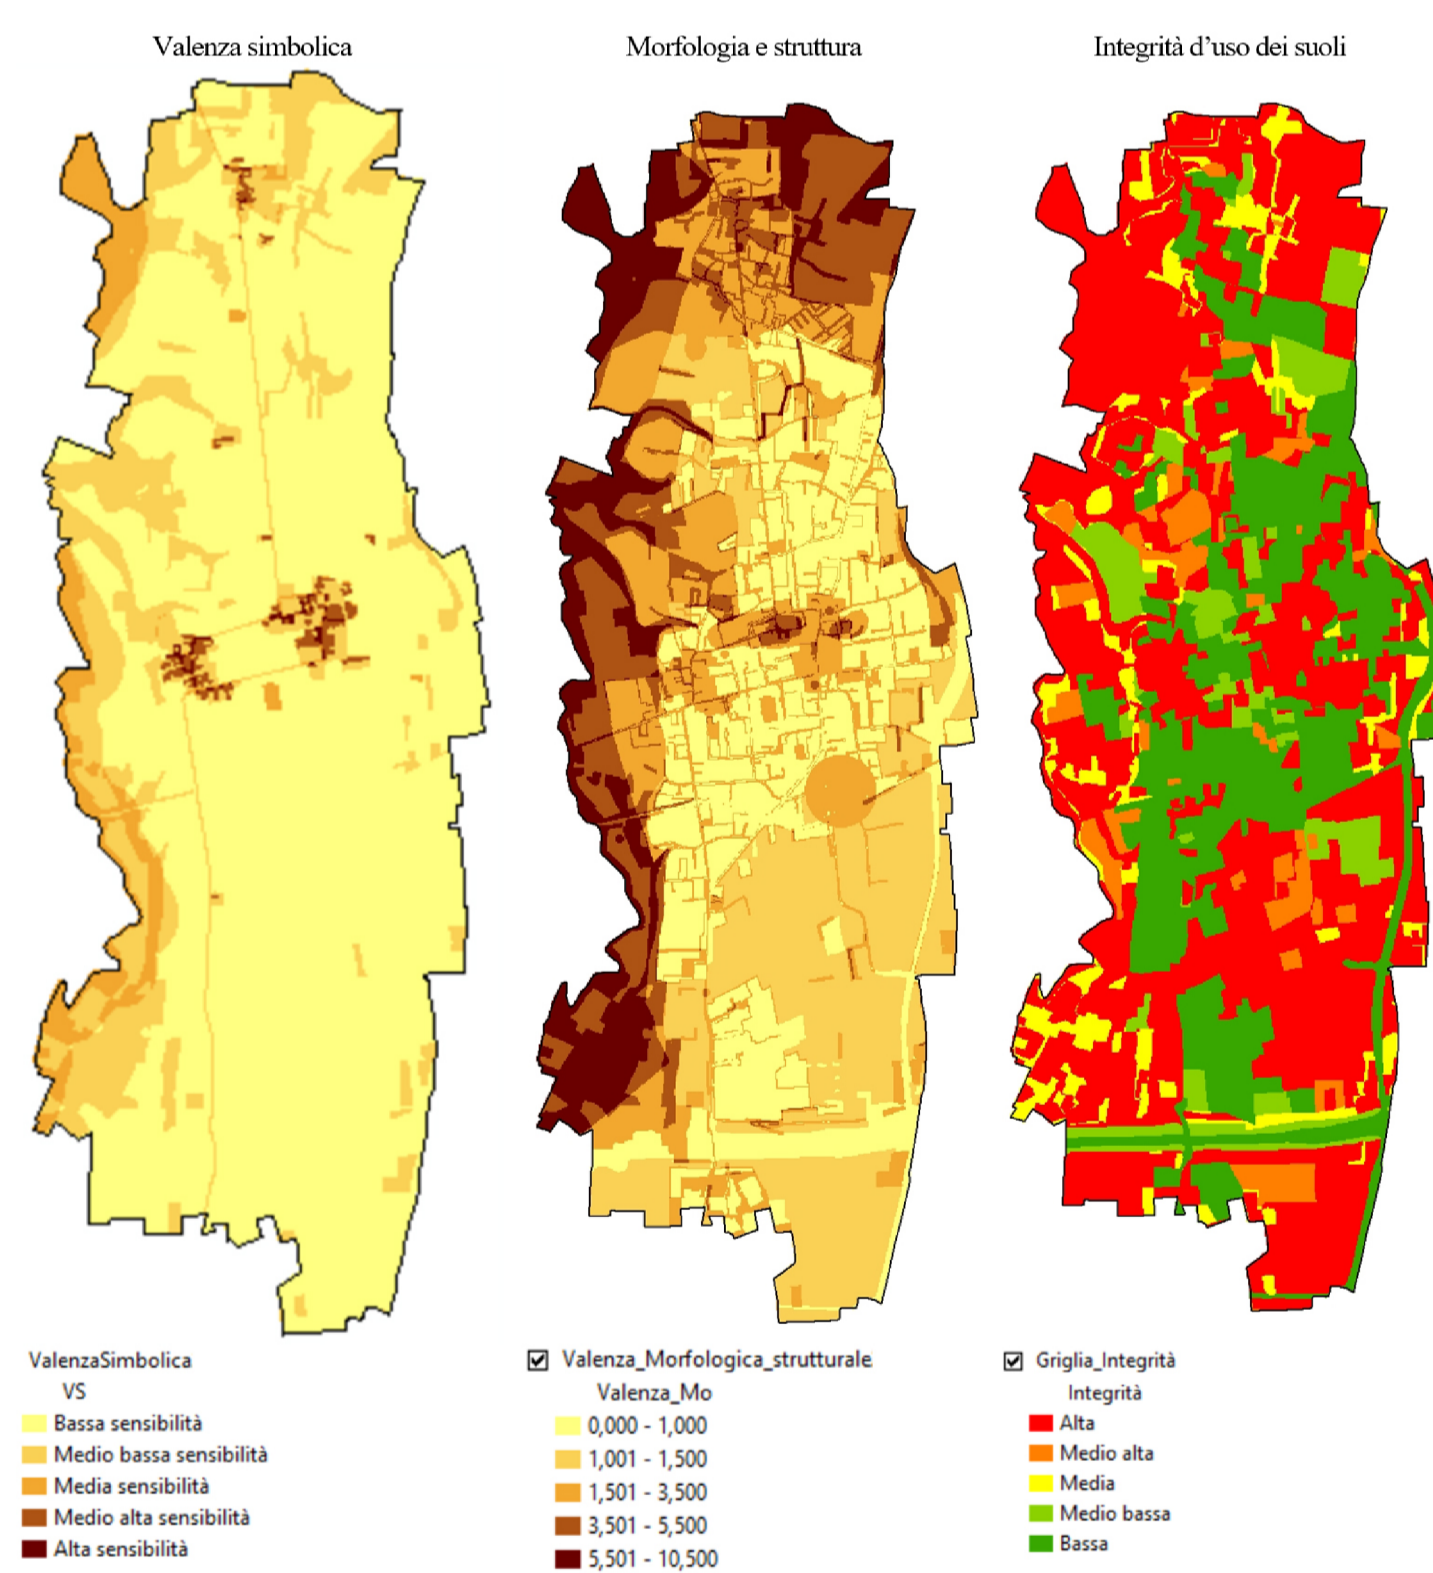 Valenza simbolica
Morfologia e struttura
Integrità d’uso dei suoli
ValenzaSimbolica
VS
Bassa sensibilità
Medio bassa sensibilità
Media sensibilità
Medio alta sensibilità
Alta sensibilità
Valenza_Morfologica_strutturale
Valenza_Mo
0,000 - 1,000
1,001 - 1,500
1,501 - 3,500
3,501 - 5,500
5,501 - 10,500
Griglia_Integrità
Integrità
Alta
Medio alta
Media
Medio bassa
Bassa